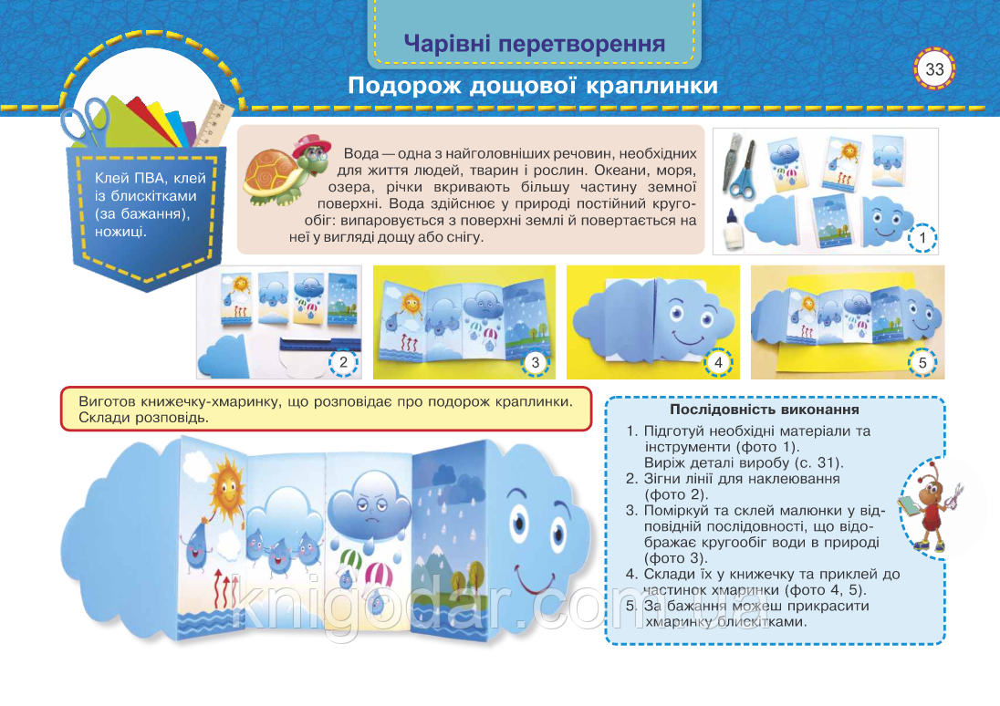 Чарівні перетворення
Подорож дощової краплинки
33
Клей ПВА, клей
із блискітками
(за бажання),
ножиці.
Вода — одна з найголовніших речовин, необхідних
для життя людей, тварин і рослин. Океани, моря,
озера, річки вкривають більшу частину земної
поверхні. Вода здійснює у природі постійний круго-
обіг: випаровується з поверхні землі й повертається на
неї у вигляді дощу або снігу.
1
2
3
4
5
Виготов книжечку-хмаринку, що розповідає про подорож краплинки.
Склади розповідь.
Послідовність виконання
1. Підготуй необхідні матеріали та
інструменти (фото 1).
Виріж деталі виробу (с. 31).
2. Зігни лінії для наклеювання
(фото 2).
3. Поміркуй та склей малюнки у від-
повідній послідовності, що відо-
бражає кругообіг води в природі
(фото 3).
4. Склади їх у книжечку та приклей до
частинок хмаринки (фото 4, 5).
5. За бажання можеш прикрасити
хмаринку блискітками.
knigodar.com.ua